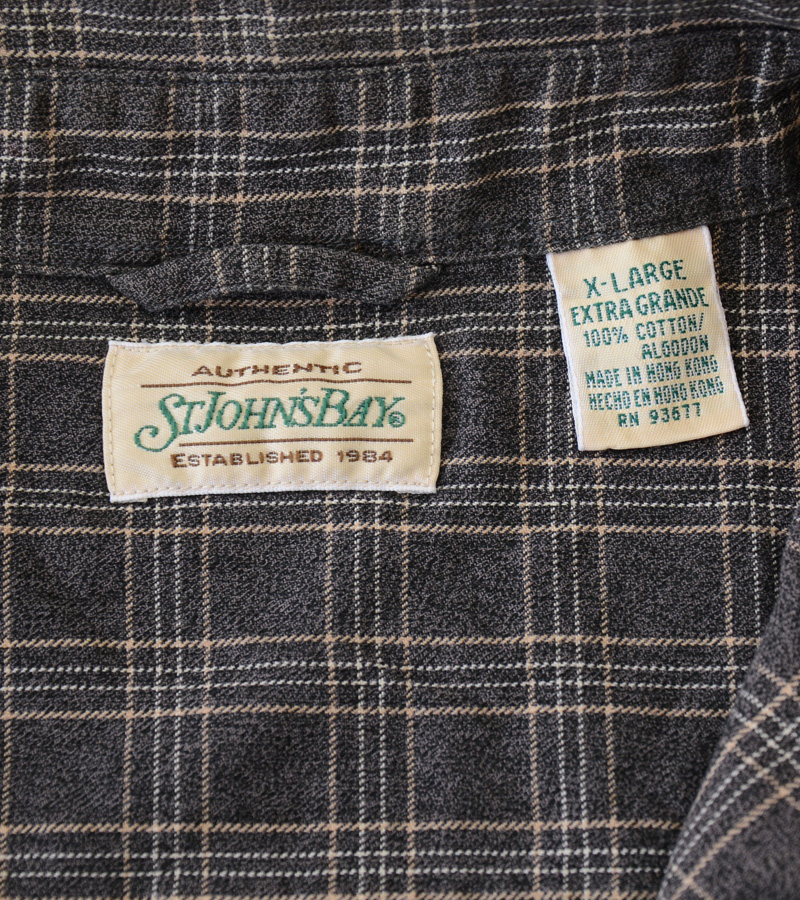 AUTHENTIC
ST JOHN'S BAY®
ESTABLISHED 1984
X-LARGE
EXTRA GRANDE
100% COTTON/
ALGODON
MADE IN HONG KONG
HECHO EN HONG KONG
RN 93677